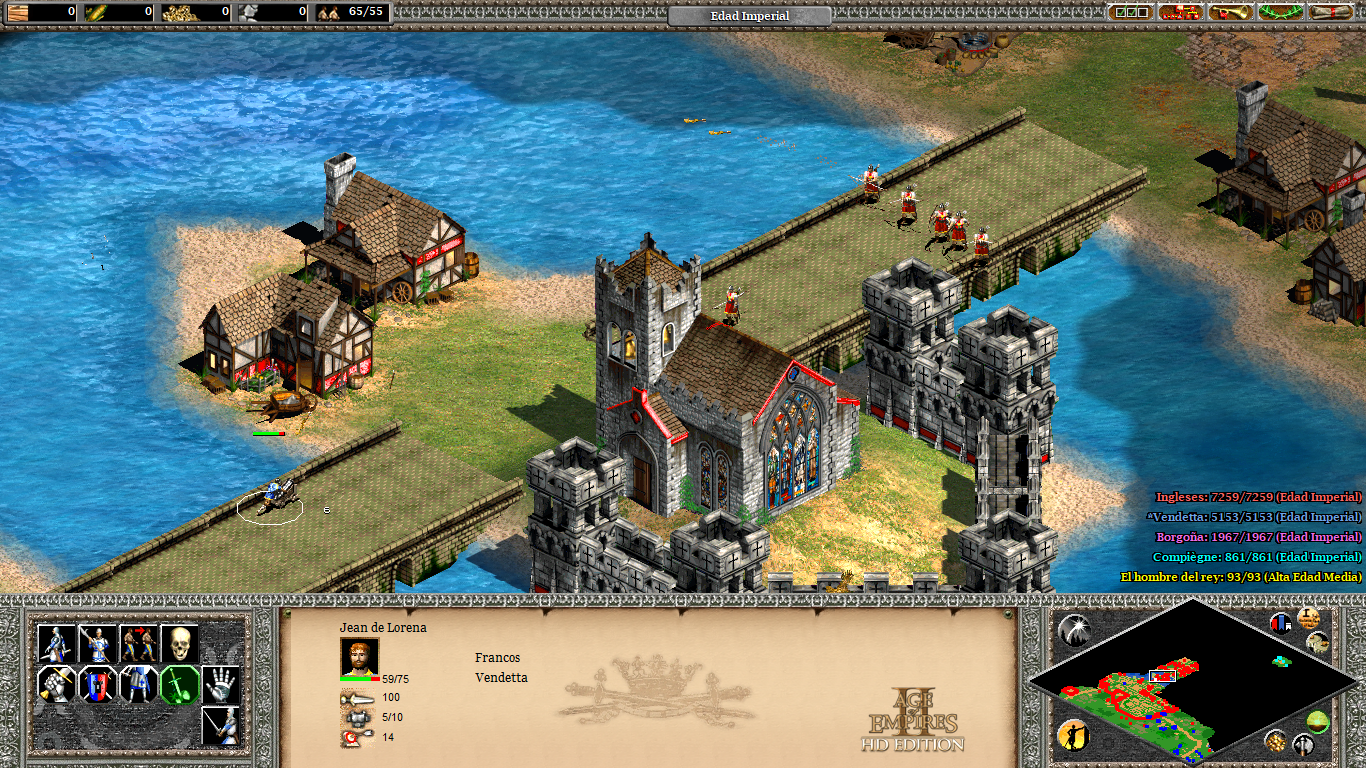 0 0 0 0 65/55
Edad Imperial
Ingleses: 7259/7259 (Edad Imperial)
*Vendetta: 5153/5153 (Edad Imperial)
Borgoña: 1967/1967 (Edad Imperial)
Compiègne: 861/861 (Edad Imperial)
El hombre del rey: 93/93 (Alta Edad Media)
Jean de Lorena
59/75
100
5/10
14
Francos
Vendetta
II
AGE
OF
EMPIRES
HD EDITION